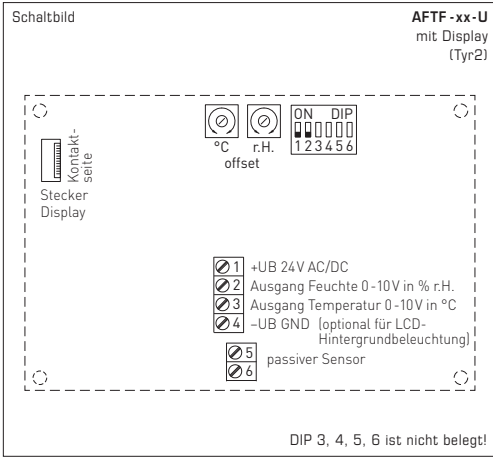 Schaltbild
AFTF-xx-U
mit Display
(Tyr2)
ON DIP
1 2 3 4 5 6
°C r.H.
offset
Kontakt-
seite
Stecker
Display
1 +UB 24V AC/DC
2 Ausgang Feuchte 0-10V in % r.H.
3 Ausgang Temperatur 0-10V in °C
4 –UB GND (optional für LCD-
Hintergrundbeleuchtung)
5
passiver Sensor
6
DIP 3, 4, 5, 6 ist nicht belegt!